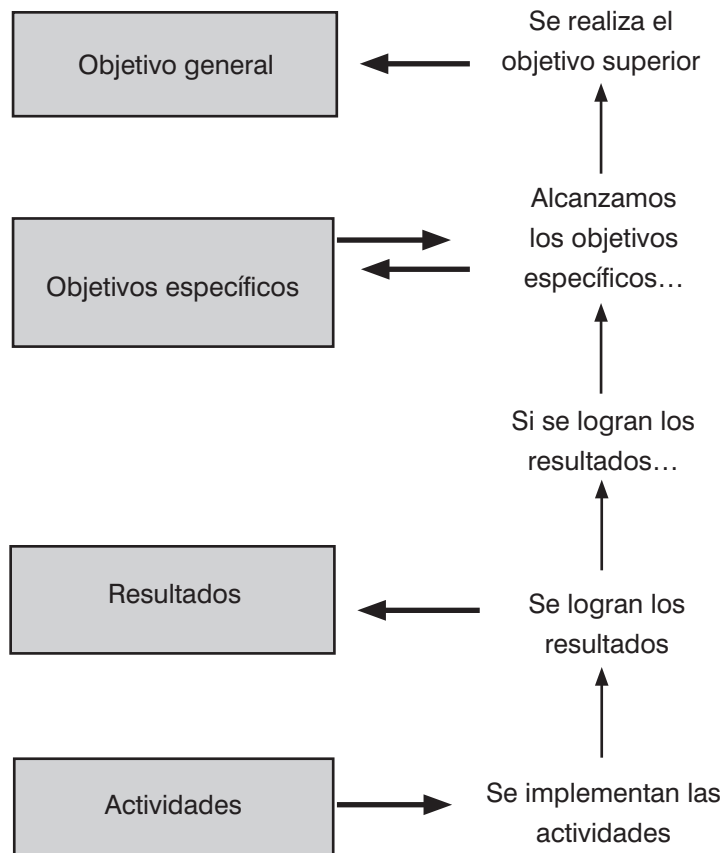 Objetivo general
Se realiza el
objetivo superior
Objetivos específicos
Alcanzamos
los objetivos
específicos…
Si se logran los
resultados…
Resultados
Se logran los
resultados
Actividades
Se implementan las
actividades